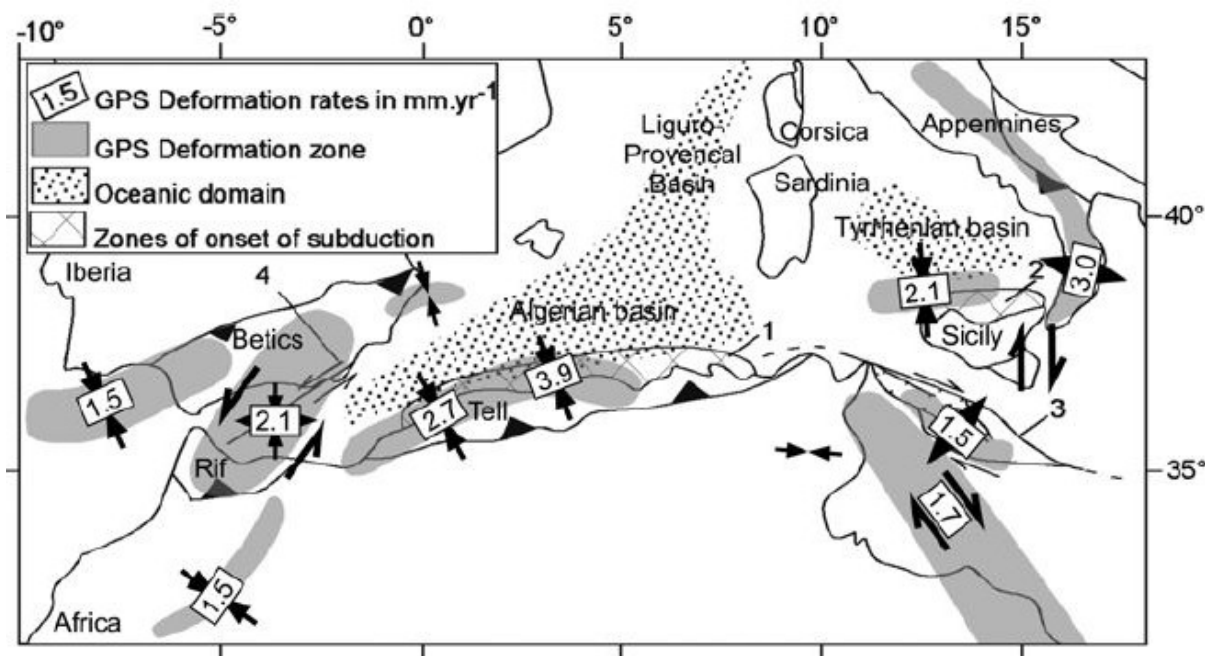 -10° -5° 0° 5° 10° 15°
1.5 GPS Deformation rates in mm.yr-1
GPS Deformation zone
Oceanic domain
Zones of onset of subduction
Liguro-
Provencal
Basin
Corsica
Appennines
Sardinia
Tyrrhenian basin
40°
Iberia
4
2
3.0
2.1
Algerian basin
Sicily
Betics
1
3.9
1.5
2.7
Tell
2.1
3
1.5
Rif
35°
1.7
1.5
Africa